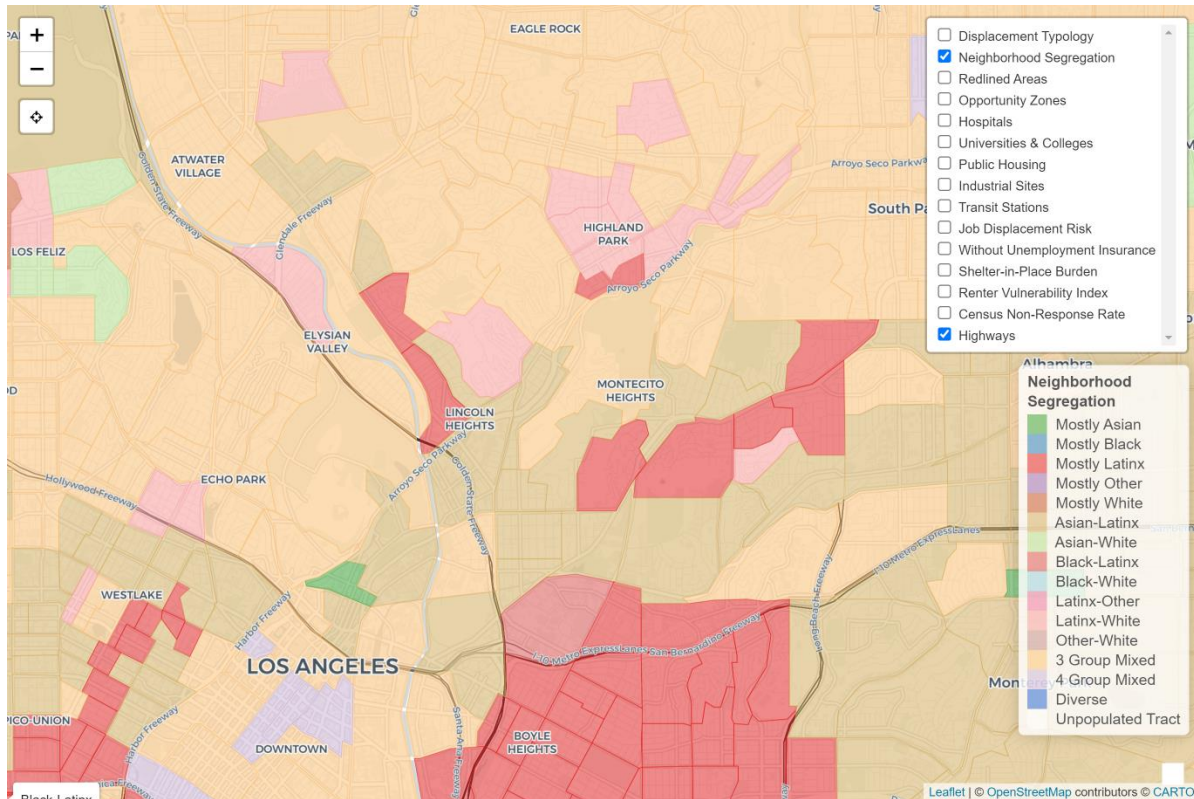 +
−
EAGLE ROCK
ATWATER
VILLAGE
Golden State Freeway
Glendale Freeway
LOS FELIZ
ELYSIAN
VALLEY
HIGHLAND
PARK
Arroyo Seco Parkway
Arroyo Seco Parkway
South Pa
MONTECITO
HEIGHTS
LINCOLN
HEIGHTS
Arroyo Seco Parkway
Golden State Freeway
ECHO PARK
Hollywood Freeway
WESTLAKE
Harbor Freeway
LOS ANGELES
I-10 Metro ExpressLanes San Bernardino Freeway
I-10 Metro ExpressLanes
Long Beach Freeway
PICO-UNION
Harbor Freeway
DOWNTOWN
Santa Ana Freeway
BOYLE
HEIGHTS
Alhambra
Displacement Typology
Neighborhood Segregation
Redlined Areas
Opportunity Zones
Hospitals
Universities & Colleges
Public Housing
Industrial Sites
Transit Stations
Job Displacement Risk
Without Unemployment Insurance
Shelter-in-Place Burden
Renter Vulnerability Index
Census Non-Response Rate
Highways
Neighborhood
Segregation
Mostly Asian
Mostly Black
Mostly Latinx
Mostly Other
Mostly White
Asian-Latinx
Asian-White
Black-Latinx
Black-White
Latinx-Other
Latinx-White
Other-White
3 Group Mixed
4 Group Mixed
Diverse
Unpopulated Tract
Leaflet | © OpenStreetMap contributors © CARTO